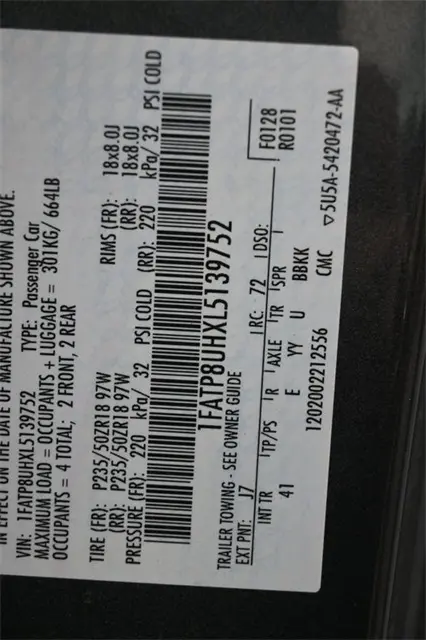 IN EFFECT ON THE DATE OF MANUFACTURE SHOWN ABOVE.
VIN: 1FATP8UHXL5139752 TYPE: Passenger Car
MAXIMUM LOAD = OCCUPANTS + LUGGAGE = 301KG/ 664LB
OCCUPANTS = 4 TOTAL; 2 FRONT, 2 REAR
TIRE (FR): P235/50ZR18 97W RIMS (FR): 18x8.0J
(RR): P235/50ZR18 97W (RR): 18x8.0J
PRESSURE (FR): 220 kPa/ 32 PSI COLD (RR): 220 kPa/ 32 PSI COLD
1FATP8UHXL5139752
TRAILER TOWING - SEE OWNER GUIDE
EXT PNT: J7 RC: 72 DSO: F0128
R0101
INT TR TP/PS R AXLE TR SPR
41 E YY U BBKK
1202002212556 CMC ▽5U5A-5420472-AA